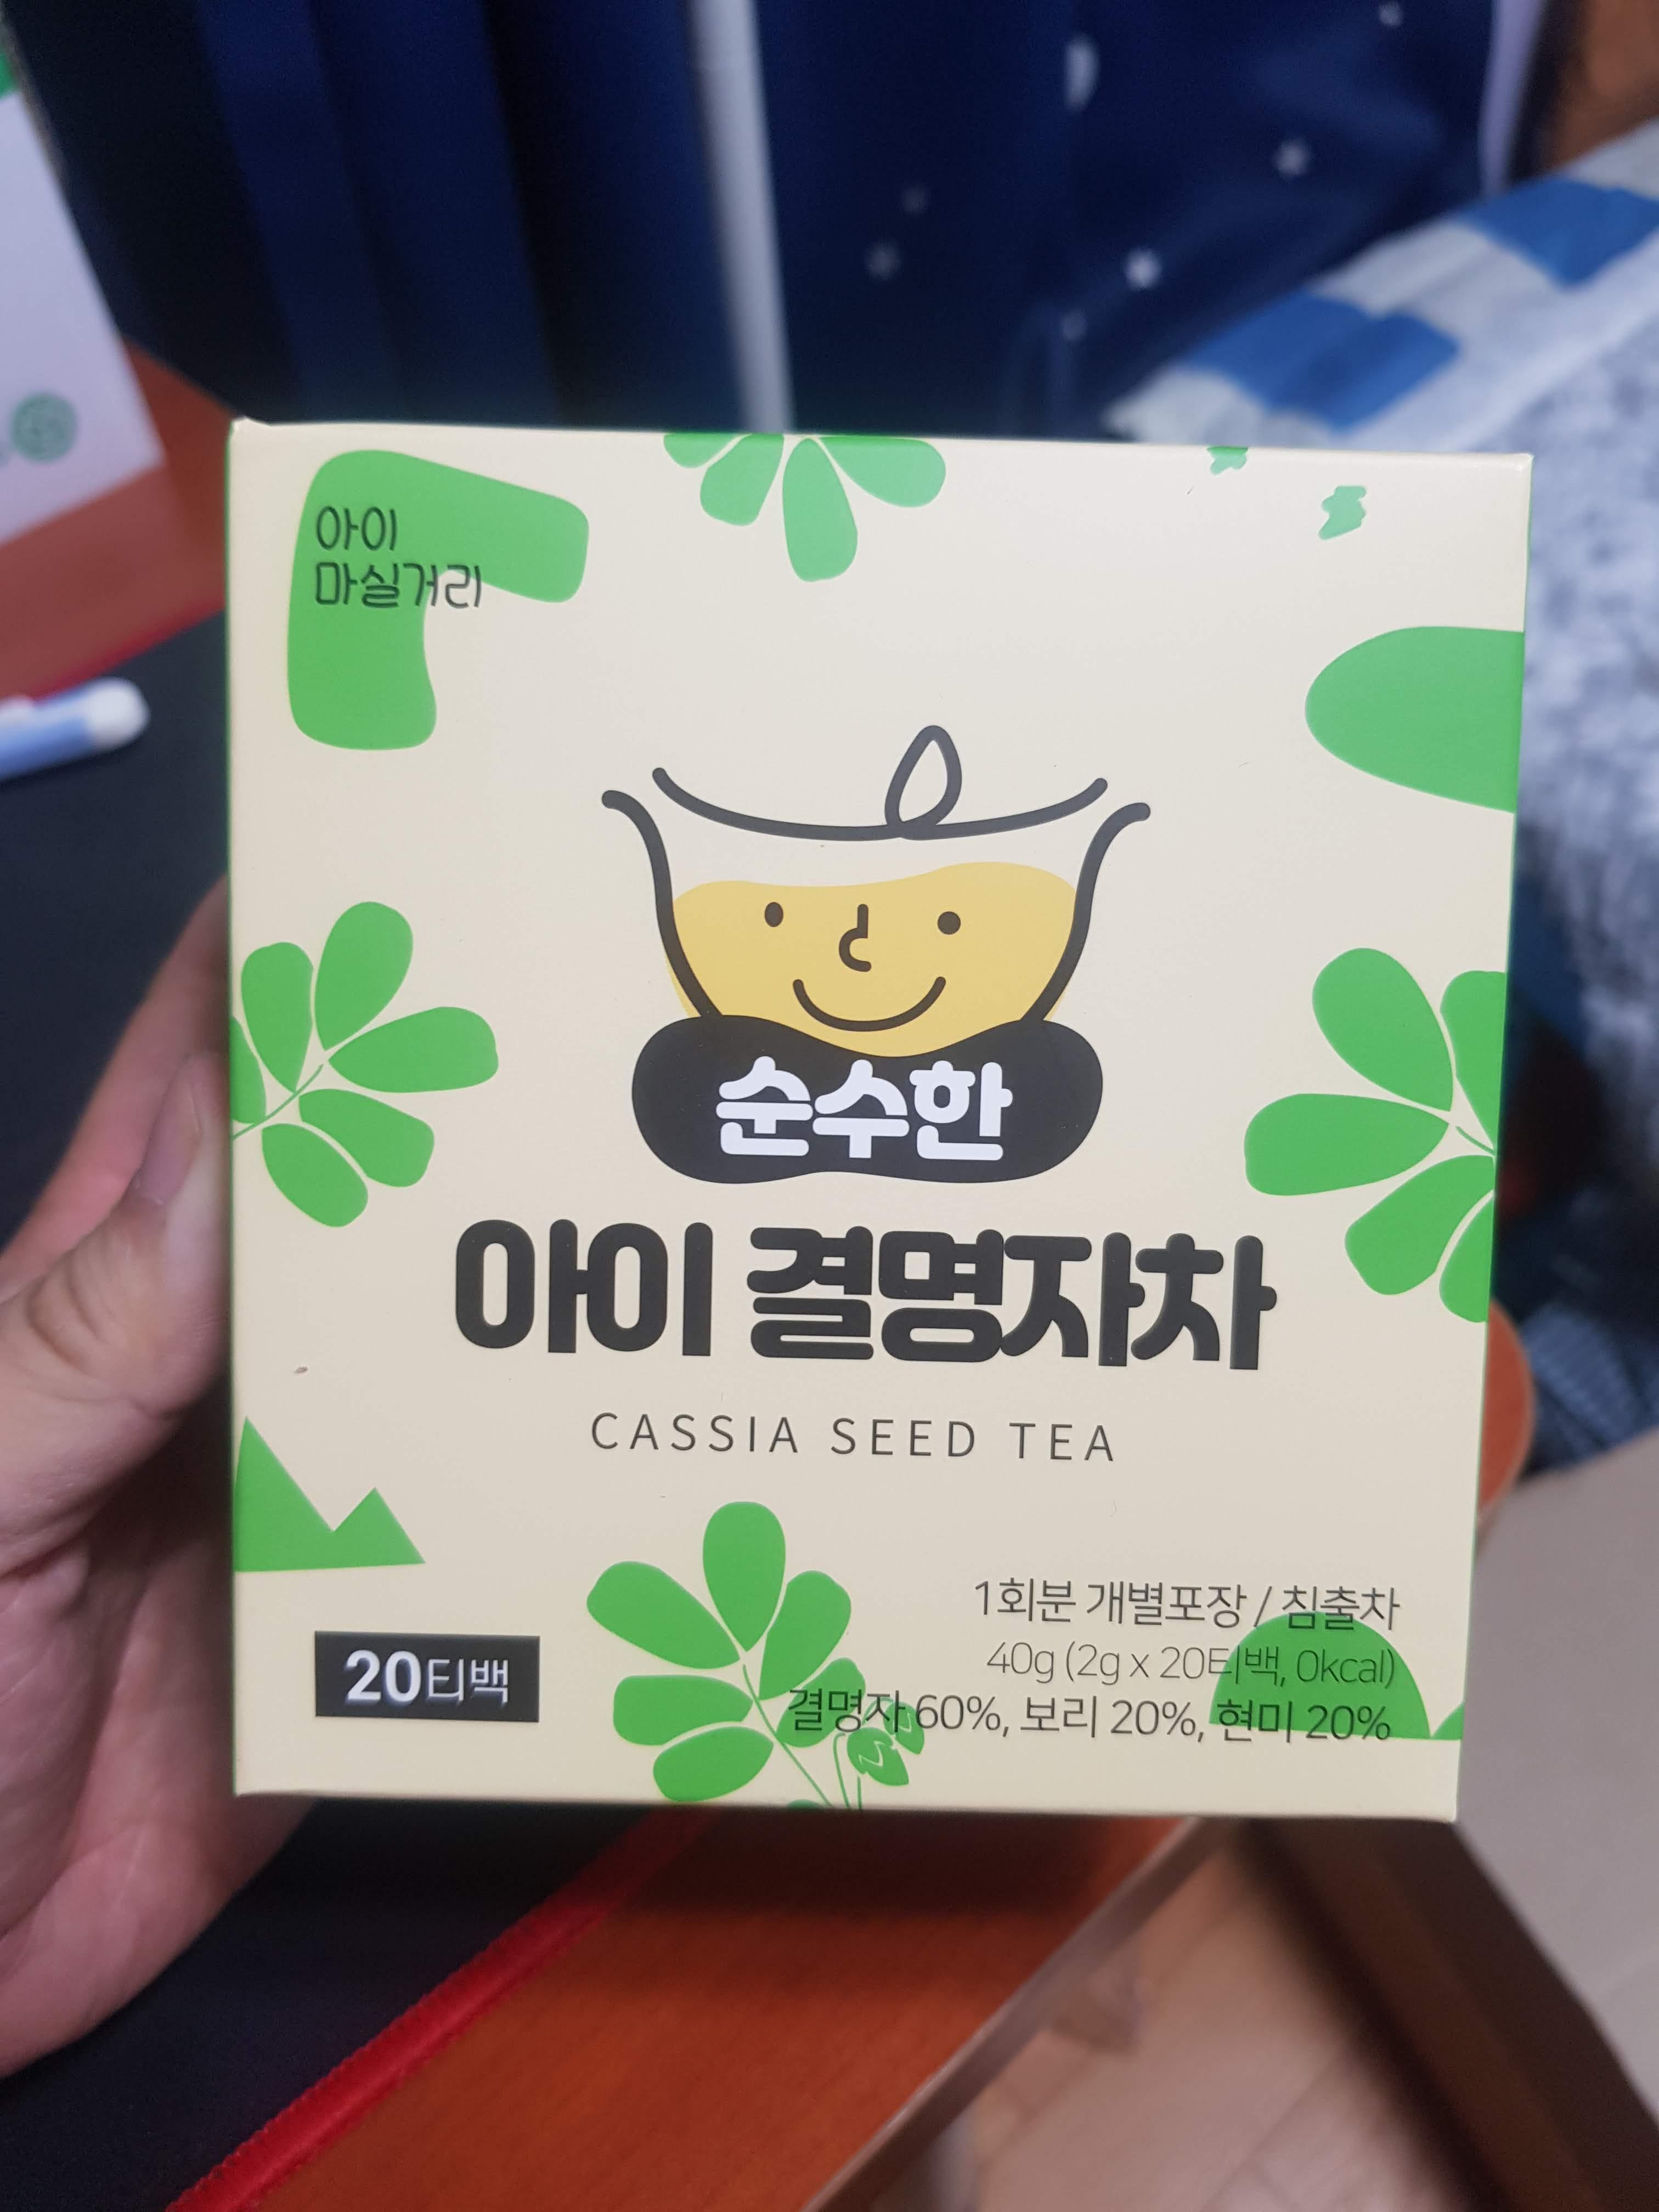 아이
마실거리
순수한
아이 결명자차
CASSIA SEED TEA
1회분 개별포장 / 침출차
40g (2g x 20티백, 0kcal)
결명자 60%, 보리 20%, 현미 20%
20티백